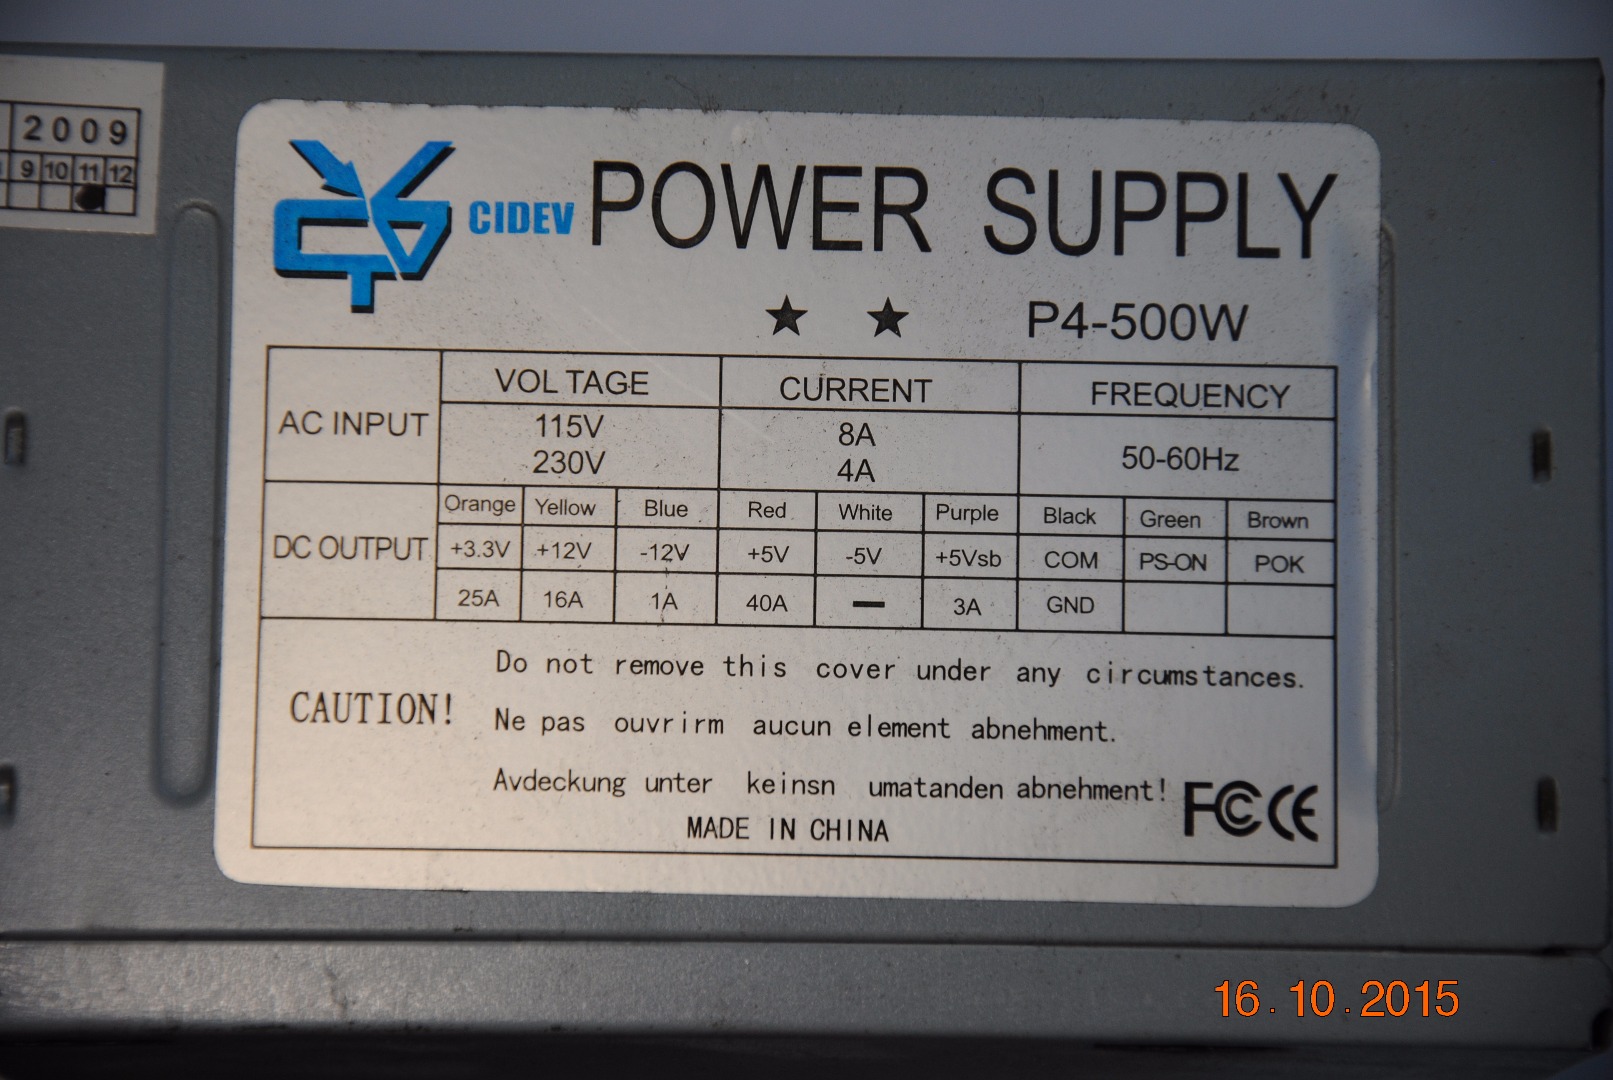 2009
9 10 11 12
CIDEV POWER SUPPLY
P4-500W
VOL TAGE CURRENT FREQUENCY
AC INPUT
115V 8A
230V 4A
50-60Hz
Orange Yellow Blue Red White Purple Black Green Brown
DC OUTPUT +3.3V +12V -12V +5V -5V +5Vsb COM PS-ON POK
25A 16A 1A 40A — 3A GND
Do not remove this cover under any circumstances.
CAUTION!
Ne pas ouvrirm aucun element abnehment.
Avdeckung unter keinsn umatanden abnehment!
FC CE
MADE IN CHINA
16.10.2015